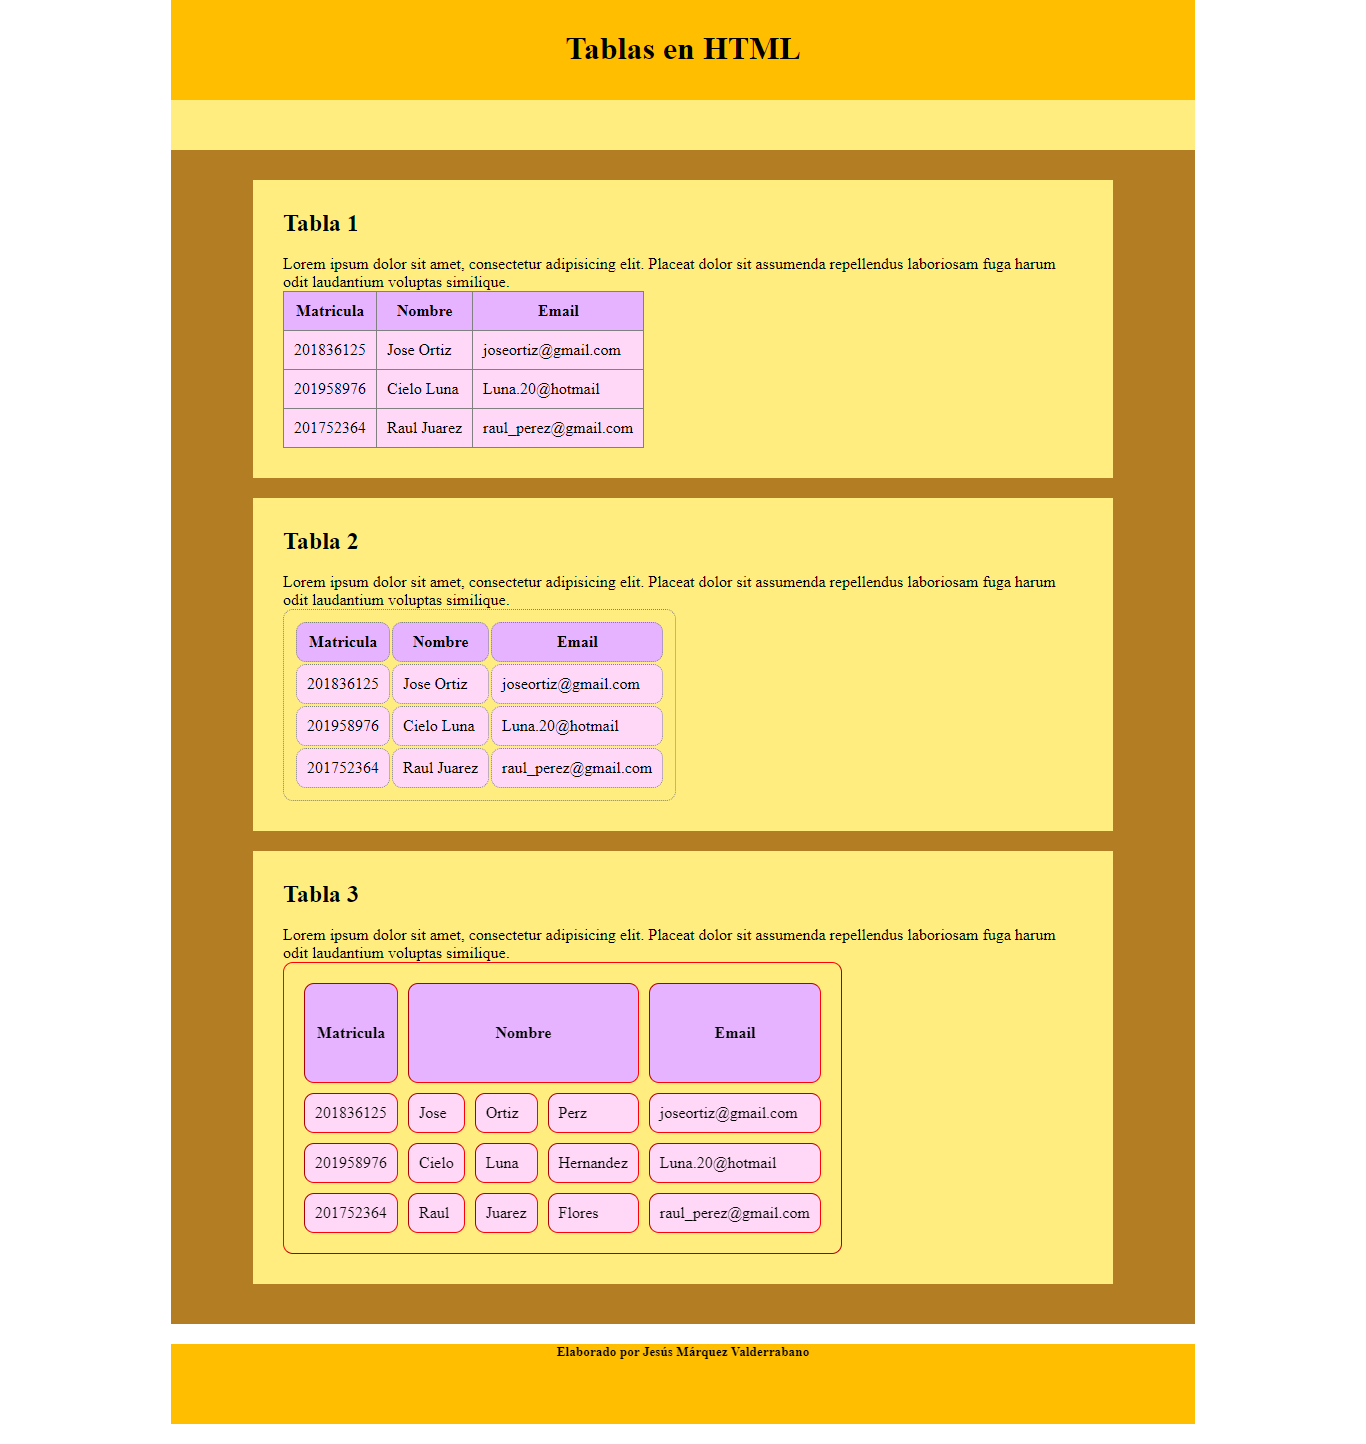 Tablas en HTML
Tabla 1
Lorem ipsum dolor sit amet, consectetur adipisicing elit. Placeat dolor sit assumenda repellendus laboriosam fuga harum
odit laudantium voluptas similique.
Matricula Nombre Email
201836125 Jose Ortiz joseortiz@gmail.com
201958976 Cielo Luna Luna.20@hotmail
201752364 Raul Juarez raul_perez@gmail.com
Tabla 2
Lorem ipsum dolor sit amet, consectetur adipisicing elit. Placeat dolor sit assumenda repellendus laboriosam fuga harum
odit laudantium voluptas similique.
Matricula Nombre Email
201836125 Jose Ortiz joseortiz@gmail.com
201958976 Cielo Luna Luna.20@hotmail
201752364 Raul Juarez raul_perez@gmail.com
Tabla 3
Lorem ipsum dolor sit amet, consectetur adipisicing elit. Placeat dolor sit assumenda repellendus laboriosam fuga harum
odit laudantium voluptas similique.
Matricula Nombre Email
201836125 Jose Ortiz Perz joseortiz@gmail.com
201958976 Cielo Luna Hernandez Luna.20@hotmail
201752364 Raul Juarez Flores raul_perez@gmail.com
Elaborado por Jesús Márquez Valderrabano